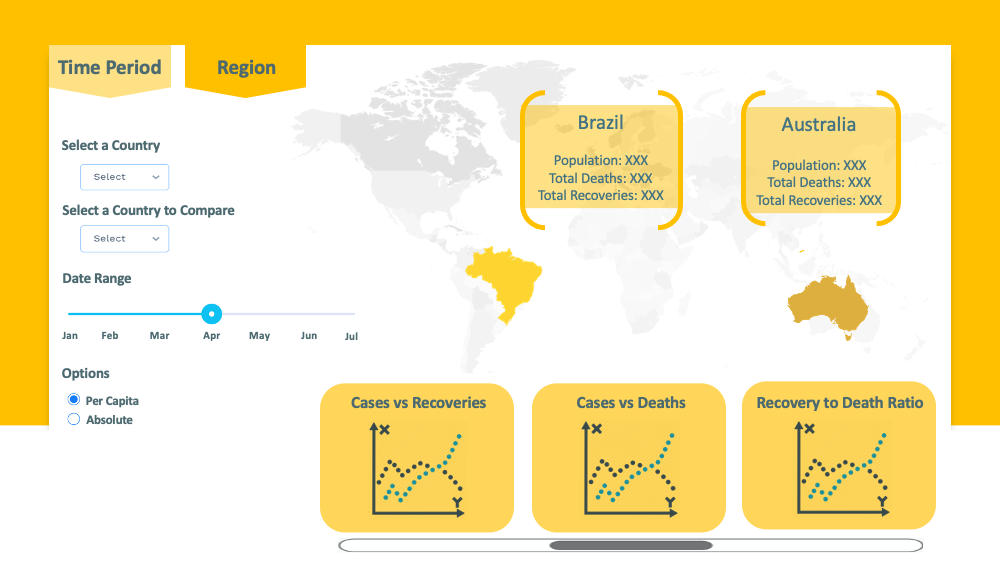 Time Period
Region
Select a Country
Select
Select a Country to Compare
Select
Date Range
Jan Feb Mar Apr May Jun Jul
Options
Per Capita
Absolute
Brazil
Population: XXX
Total Deaths: XXX
Total Recoveries: XXX
Australia
Population: XXX
Total Deaths: XXX
Total Recoveries: XXX
Cases vs Recoveries
X
Y
Cases vs Deaths
X
Y
Recovery to Death Ratio
X
Y